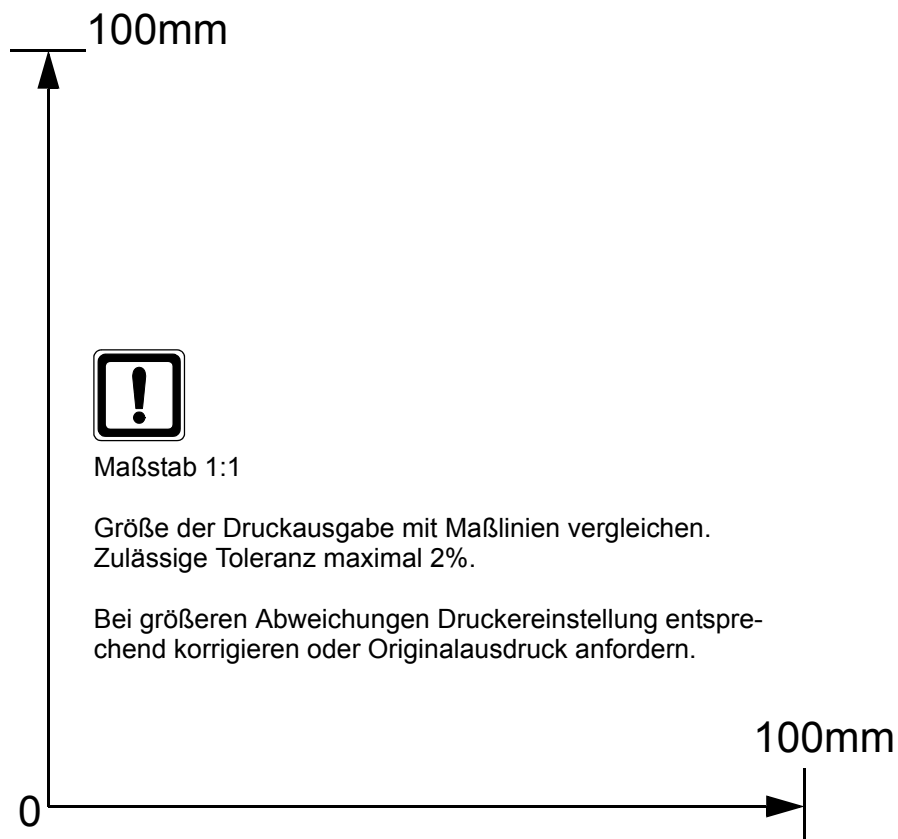 100mm
!
Maßstab 1:1
Größe der Druckausgabe mit Maßlinien vergleichen.
Zulässige Toleranz maximal 2%.
Bei größeren Abweichungen Druckereinstellung entspre-
chend korrigieren oder Originalausdruck anfordern.
100mm
0